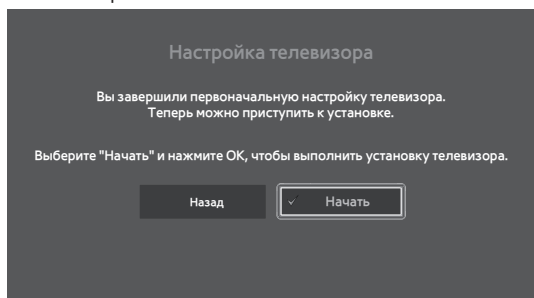 Настройка телевизора
Вы завершили первоначальную настройку телевизора.
Теперь можно приступить к установке.
Выберите "Начать" и нажмите ОК, чтобы выполнить установку телевизора.
Назад
Начать